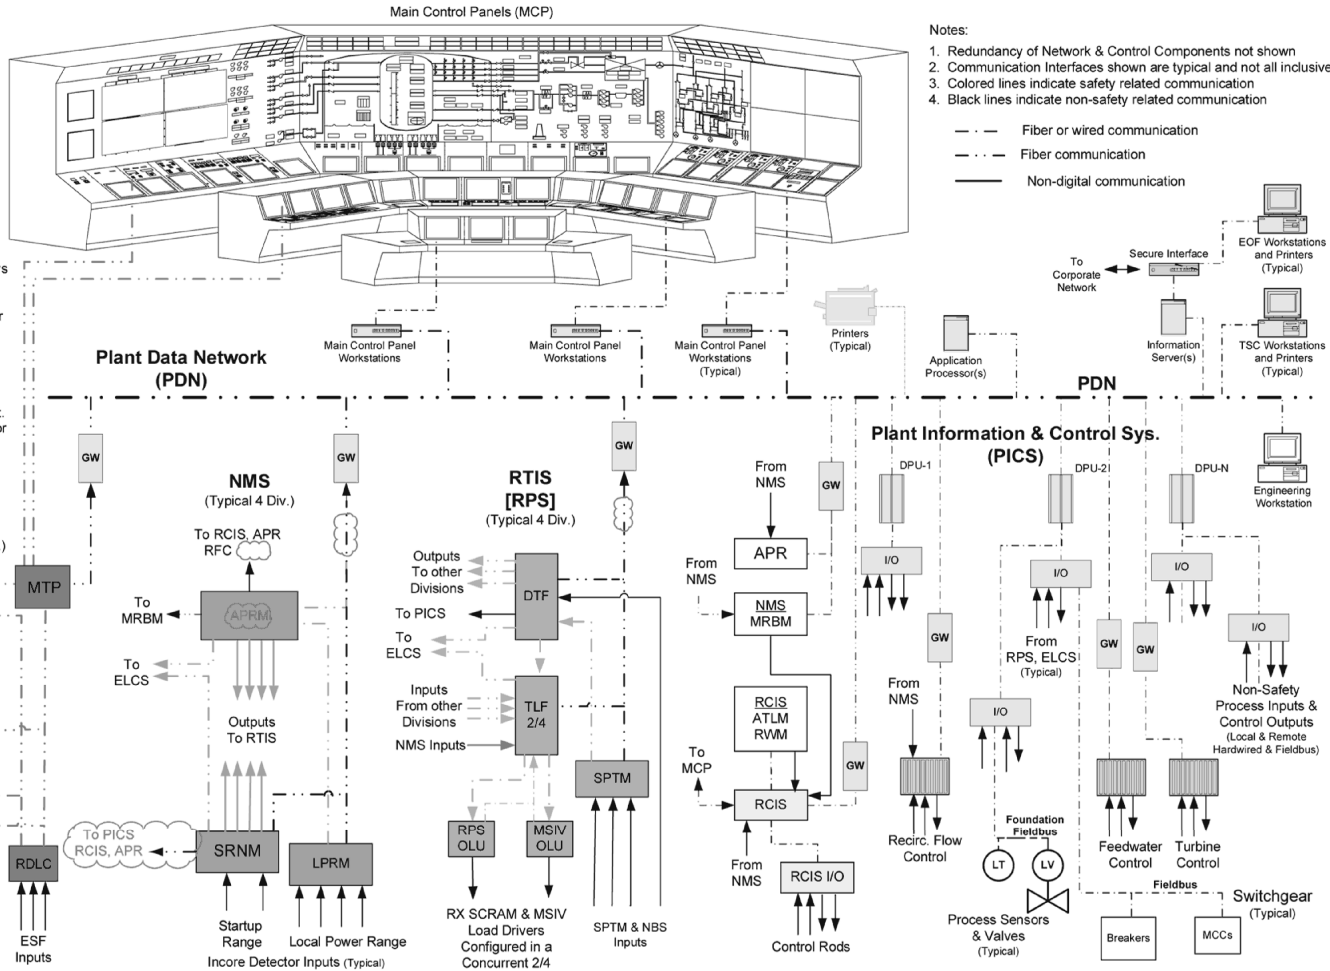 Main Control Panels (MCP)
Notes:
1. Redundancy of Network & Control Components not shown
2. Communication Interfaces shown are typical and not all inclusive
3. Colored lines indicate safety related communication
4. Black lines indicate non-safety related communication
Fiber or wired communication
Fiber communication
Non-digital communication
EOF Workstations
and Printers
(Typical)
Secure Interface
To
Corporate
Network
Information
Server(s)
TSC Workstations
and Printers
(Typical)
Main Control Panel
Workstations
Main Control Panel
Workstations
Main Control Panel
Workstations
(Typical)
Printers
(Typical)
Application
Processor(s)
Plant Data Network
(PDN)
PDN
Plant Information & Control Sys.
(PICS)
Engineering
Workstation
GW
GW
GW
NMS
(Typical 4 Div.)
To RCIS, APR
RFC
MTP
To
MRBM
APRM
To
ELCS
Outputs
To RTIS
To PICS
RCIS, APR
SRNM
LPRM
RDLC
ESF
Inputs
Startup
Range
Local Power Range
Incore Detector Inputs (Typical)
RTIS
[RPS]
(Typical 4 Div.)
Outputs
To other
Divisions
DTF
To PICS
To
ELCS
Inputs
From other
Divisions
TLF
2/4
NMS Inputs
SPTM
RPS
OLU
MSIV
OLU
RX SCRAM & MSIV
Load Drivers
Configured in a
Concurrent 2/4
SPTM & NBS
Inputs
From
NMS
GW
APR
From
NMS
NMS
MRBM
RCIS
ATLM
RWM
To
MCP
GW
RCIS
From
NMS
RCIS I/O
Control Rods
DPU-1
I/O
GW
From
NMS
Recirc. Flow
Control
DPU-2
I/O
From
RPS, ELCS
(Typical)
I/O
GW
GW
Foundation
Fieldbus
LT
LV
Process Sensors
& Valves
(Typical)
Feedwater
Control
Turbine
Control
DPU-N
I/O
I/O
Non-Safety
Process Inputs &
Control Outputs
(Local & Remote
Hardwired & Fieldbus)
Fieldbus
Switchgear
(Typical)
Breakers
MCCs